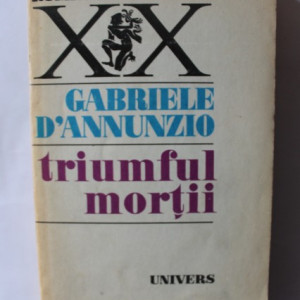 XX
GABRIELE
D'ANNUNZIO
triumful
morții
UNIVERS